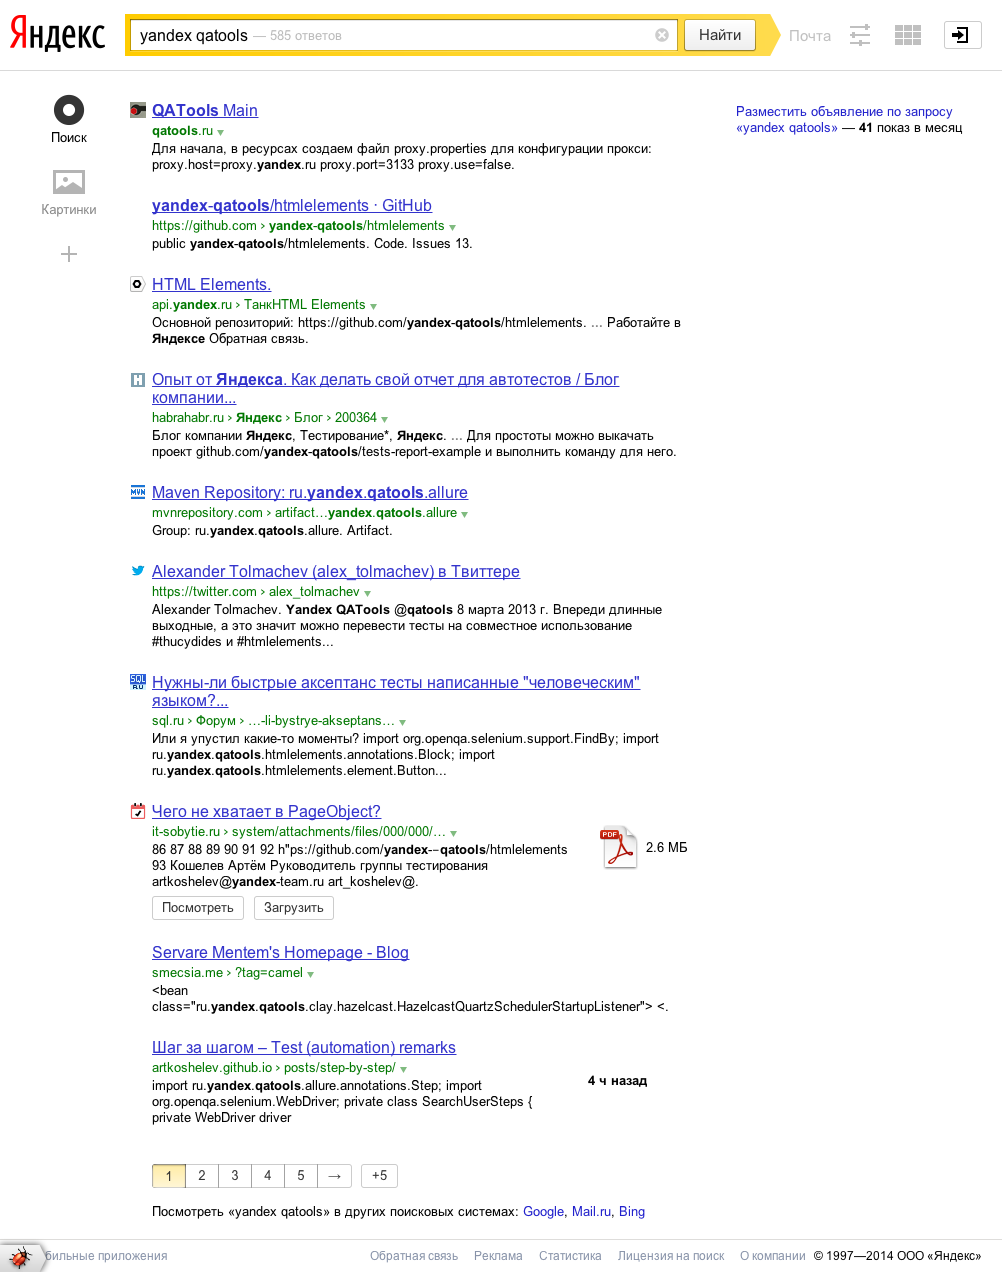 Яндекс
yandex qatools — 585 ответов
Найти
Почта
Поиск
Картинки
QATools Main
qatools.ru
Для начала, в ресурсах создаем файл proxy.properties для конфигурации прокси:
proxy.host=proxy.yandex.ru proxy.port=3133 proxy.use=false.
yandex-qatools/htmlelements · GitHub
https://github.com › yandex-qatools/htmlelements
public yandex-qatools/htmlelements. Code. Issues 13.
HTML Elements.
api.yandex.ru › ТанкHTML Elements
Основной репозиторий: https://github.com/yandex-qatools/htmlelements. ... Работайте в
Яндексе Обратная связь.
Опыт от Яндекса. Как делать свой отчет для автотестов / Блог
компании...
habrahabr.ru › Яндекс › Блог › 200364
Блог компании Яндекс, Тестирование*, Яндекс. ... Для простоты можно выкачать
проект github.com/yandex-qatools/tests-report-example и выполнить команду для него.
MVN
Maven Repository: ru.yandex.qatools.allure
mvnrepository.com › artifact…yandex.qatools.allure
Group: ru.yandex.qatools.allure. Artifact.
Alexander Tolmachev (alex_tolmachev) в Твиттере
https://twitter.com › alex_tolmachev
Alexander Tolmachev. Yandex QATools @qatools 8 марта 2013 г. Впереди длинные
выходные, а это значит можно перевести тесты на совместное использование
#thucydides и #htmlelements...
SQL
RU
Нужны-ли быстрые аксептанс тесты написанные "человеческим"
языком?...
sql.ru › Форум › …-li-bystrye-akseptans…
Или я упустил какие-то моменты? import org.openqa.selenium.support.FindBy; import
ru.yandex.qatools.htmlelements.annotations.Block; import
ru.yandex.qatools.htmlelements.element.Button...
Чего не хватает в PageObject?
it-sobytie.ru › system/attachments/files/000/000/…
86 87 88 89 90 91 92 h"ps://github.com/yandex-–qatools/htmlelements
93 Кошелев Артём Руководитель группы тестирования
artkoshelev@yandex-team.ru art_koshelev@.
PDF
2.6 МБ
Посмотреть
Загрузить
Servare Mentem's Homepage - Blog
smecsia.me › ?tag=camel
<bean
class="ru.yandex.qatools.clay.hazelcast.HazelcastQuartzSchedulerStartupListener"> <.
Шаг за шагом – Test (automation) remarks
artkoshelev.github.io › posts/step-by-step/
import ru.yandex.qatools.allure.annotations.Step; import
org.openqa.selenium.WebDriver; private class SearchUserSteps {
private WebDriver driver
4 ч назад
1 2 3 4 5 → +5
Посмотреть «yandex qatools» в других поисковых системах: Google, Mail.ru, Bing
Разместить объявление по запросу
«yandex qatools» — 41 показ в месяц
бильные приложения
Обратная связь Реклама Статистика Лицензия на поиск О компании © 1997—2014 ООО «Яндекс»